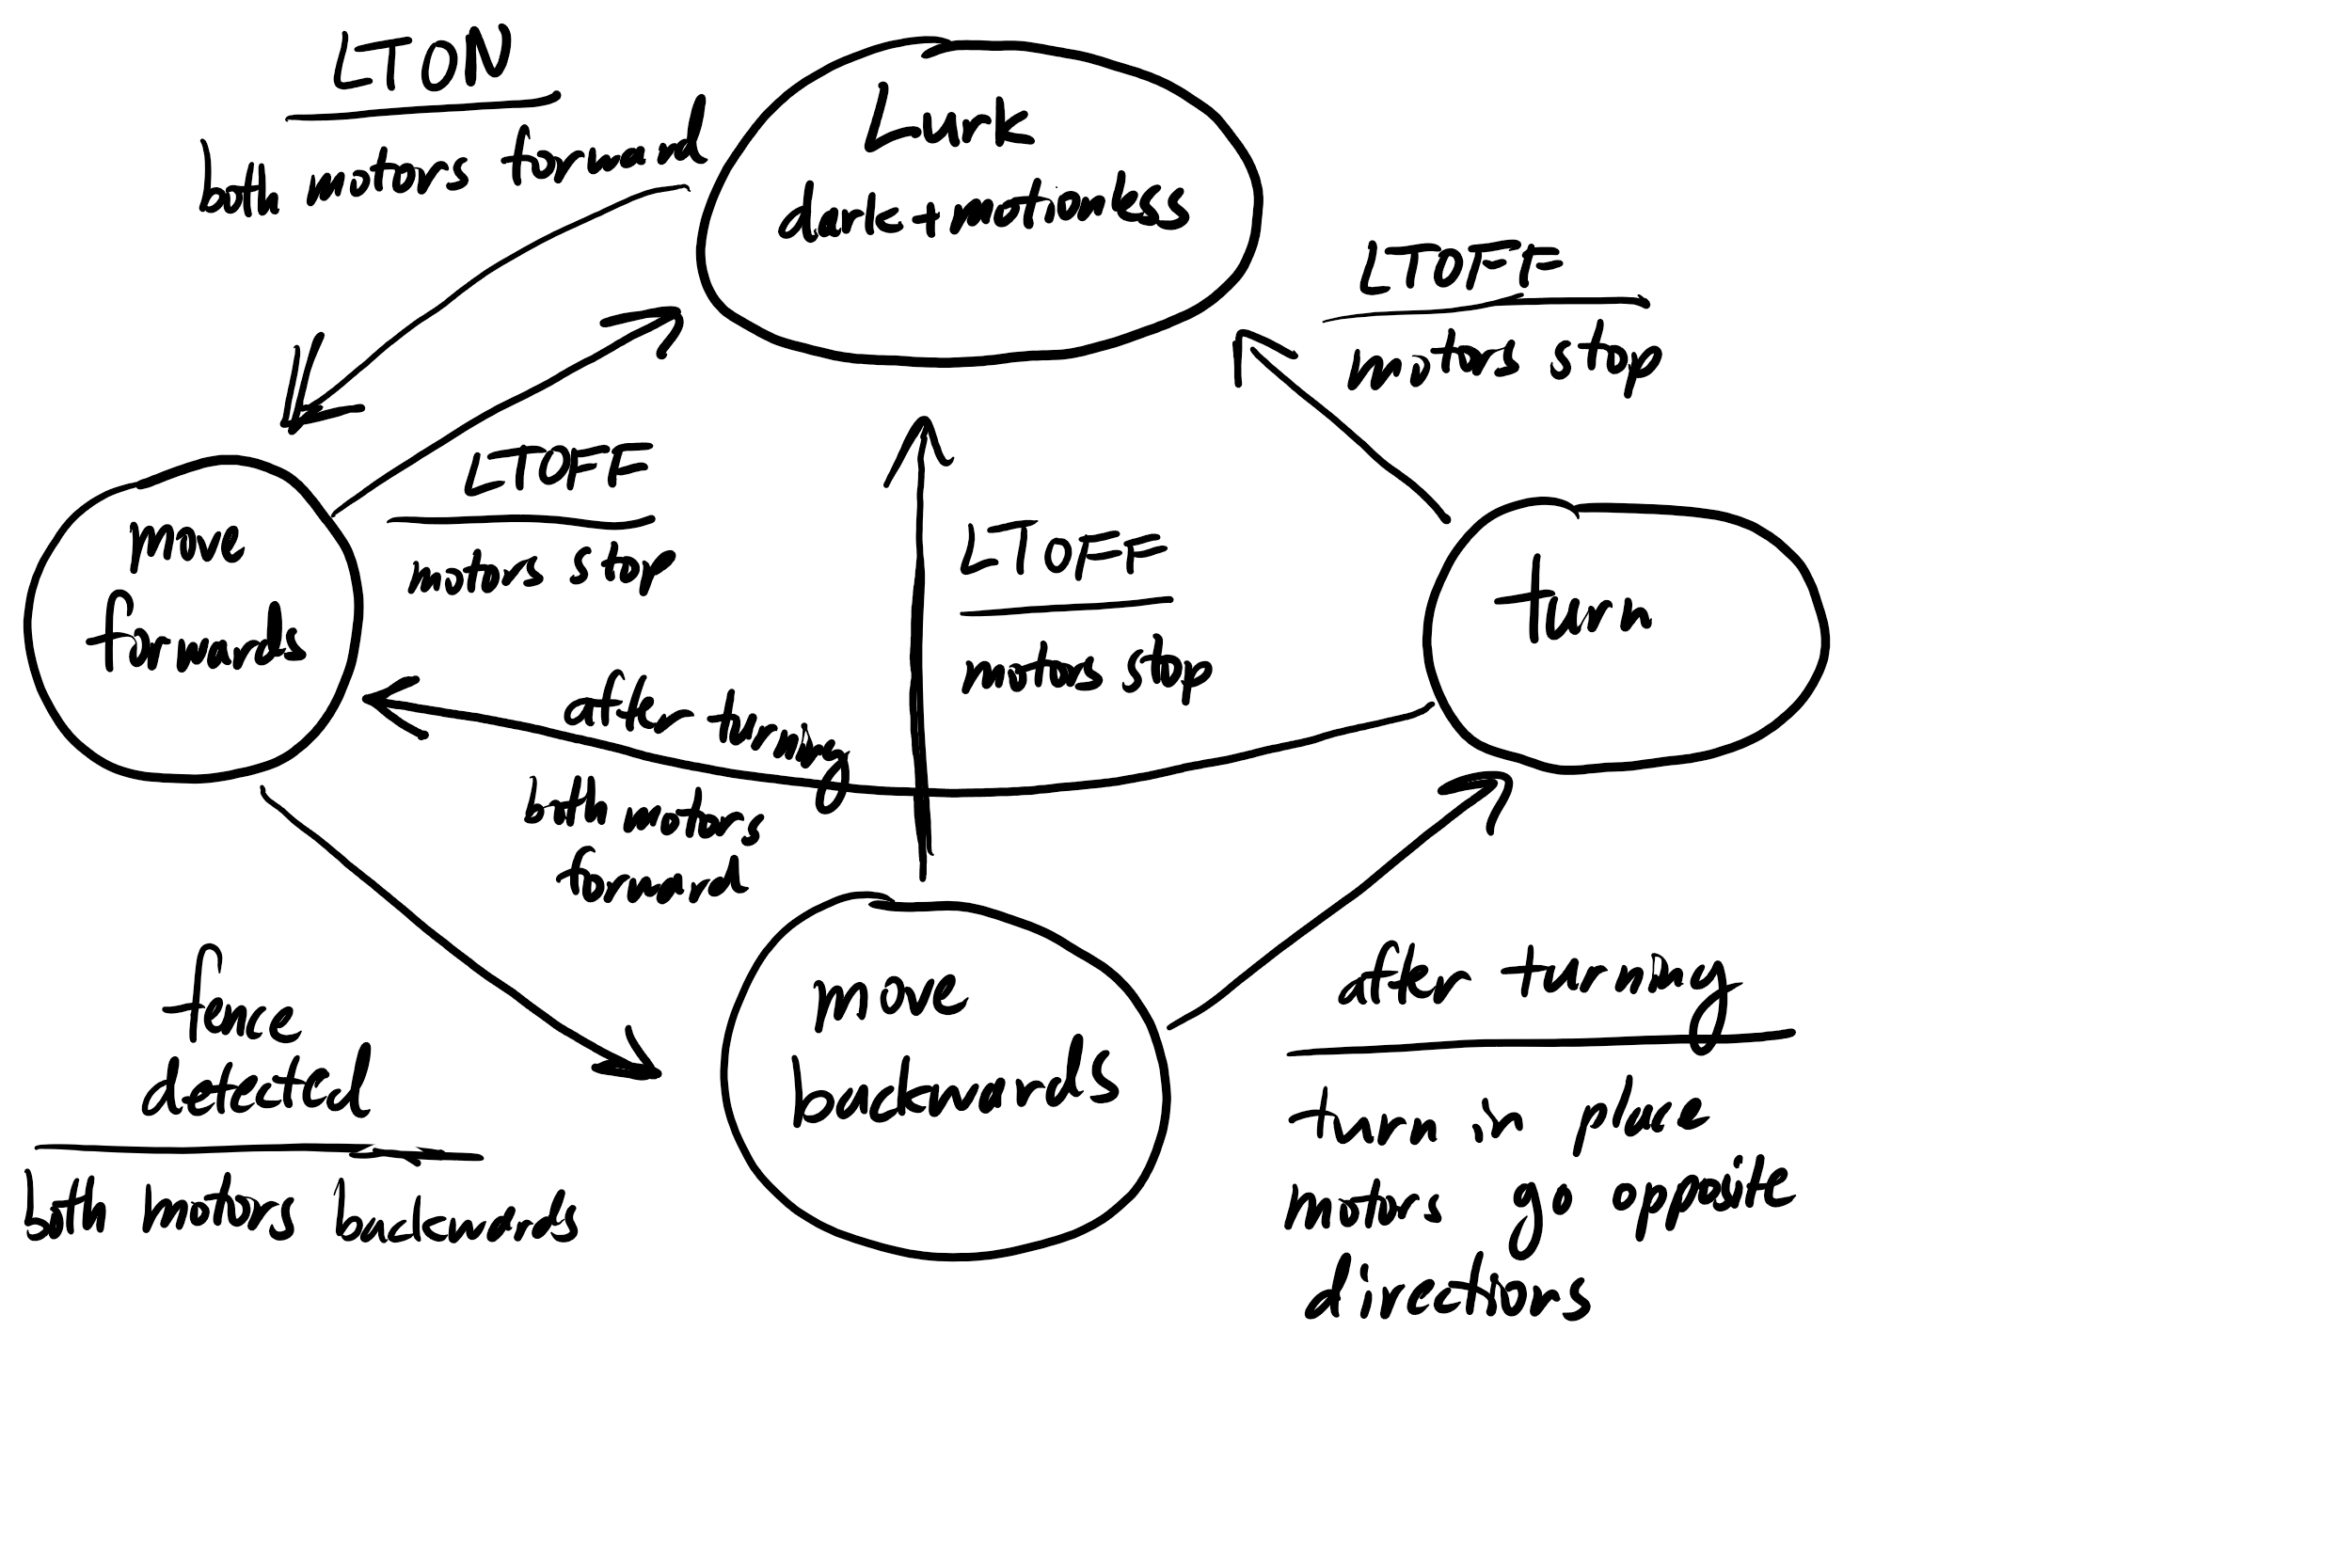 LTON
both motors forward
Lurk
dark + motionless
LTOFF
motors stop
LTOFF
motors stop
move
forwards
LTOFF
motors stop
turn
after turning
both motors
forward
fence
detected
both motors backwards
move
backwards
after turning
turn in place
motors go opposite
directions